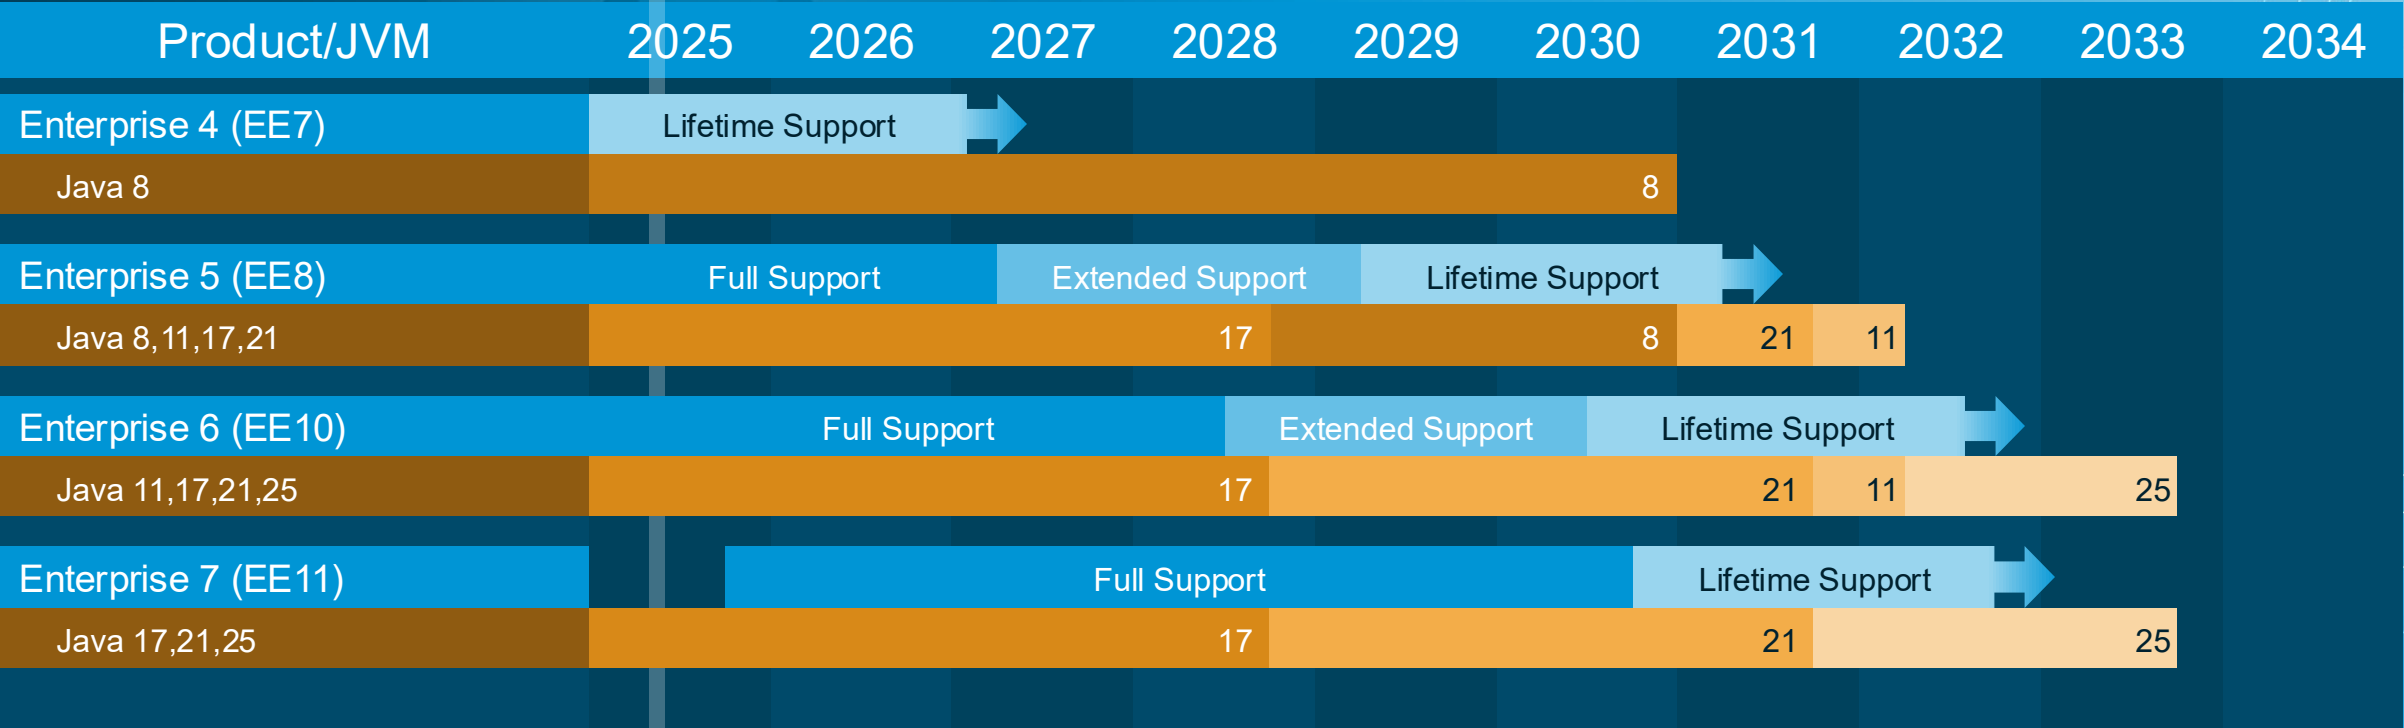 Product/JVM 2025 2026 2027 2028 2029 2030 2031 2032 2033 2034
Enterprise 4 (EE7) Lifetime Support
Java 8 8
Enterprise 5 (EE8) Full Support Extended Support Lifetime Support
Java 8,11,17,21 17 8 21 11
Enterprise 6 (EE10) Full Support Extended Support Lifetime Support
Java 11,17,21,25 17 21 11 25
Enterprise 7 (EE11) Full Support Lifetime Support
Java 17,21,25 17 21 25